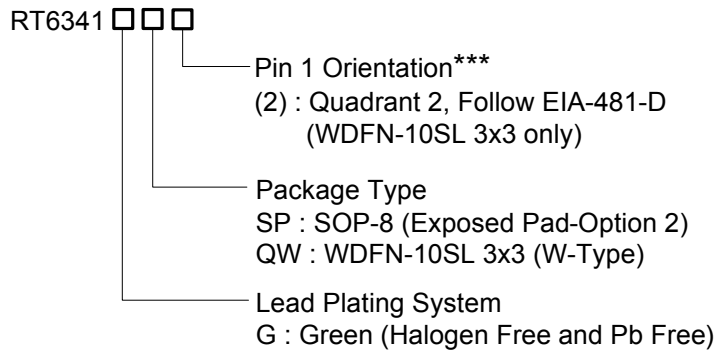 RT6341
Pin 1 Orientation***
(2) : Quadrant 2, Follow EIA-481-D
(WDFN-10SL 3x3 only)
Package Type
SP : SOP-8 (Exposed Pad-Option 2)
QW : WDFN-10SL 3x3 (W-Type)
Lead Plating System
G : Green (Halogen Free and Pb Free)